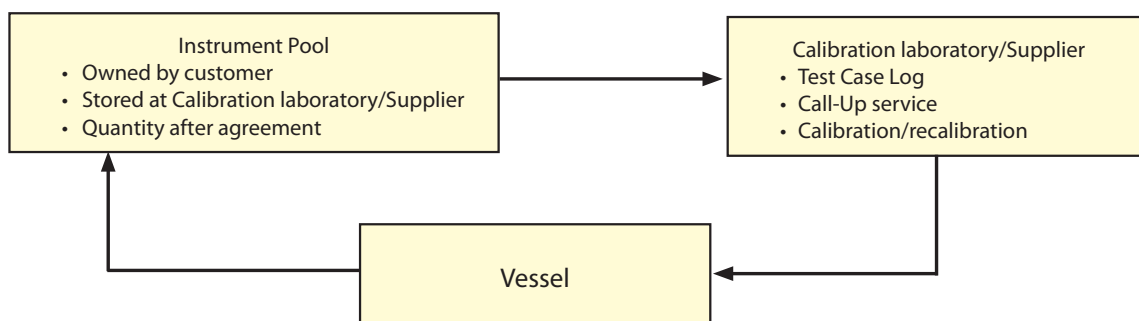 Instrument Pool
• Owned by customer
• Stored at Calibration laboratory/Supplier
• Quantity after agreement
Calibration laboratory/Supplier
• Test Case Log
• Call-Up service
• Calibration/recalibration
Vessel